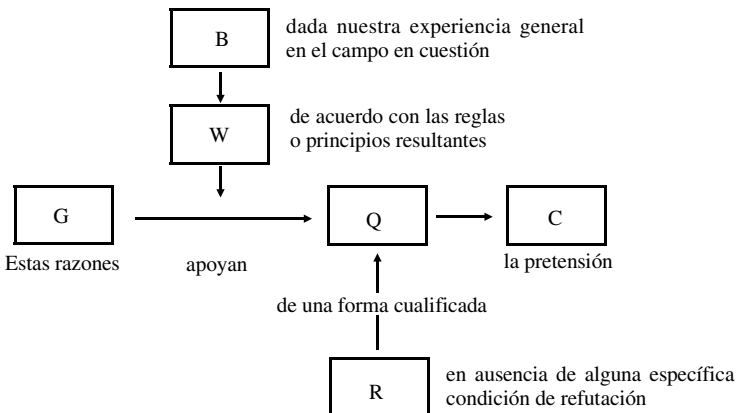 B
dada nuestra experiencia general
en el campo en cuestión
W
de acuerdo con las reglas
o principios resultantes
G
Q
C
Estas razones
apoyan
la pretensión
de una forma cualificada
R
en ausencia de alguna específica
condición de refutación